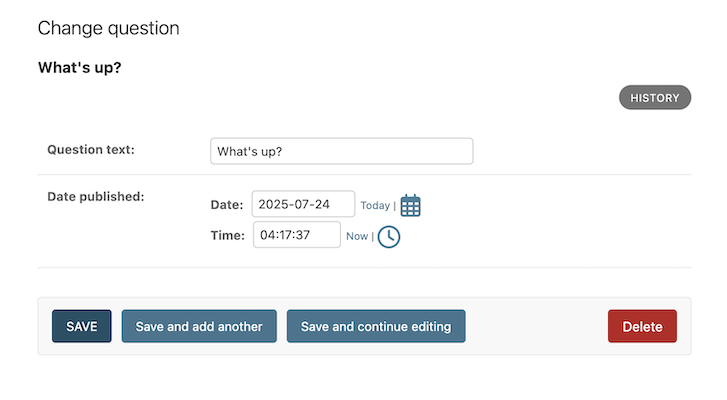 Change question
What's up?
HISTORY
Question text: What's up?
Date published:
Date: 2025-07-24 Today |
Time: 04:17:37 Now |
SAVE Save and add another Save and continue editing Delete